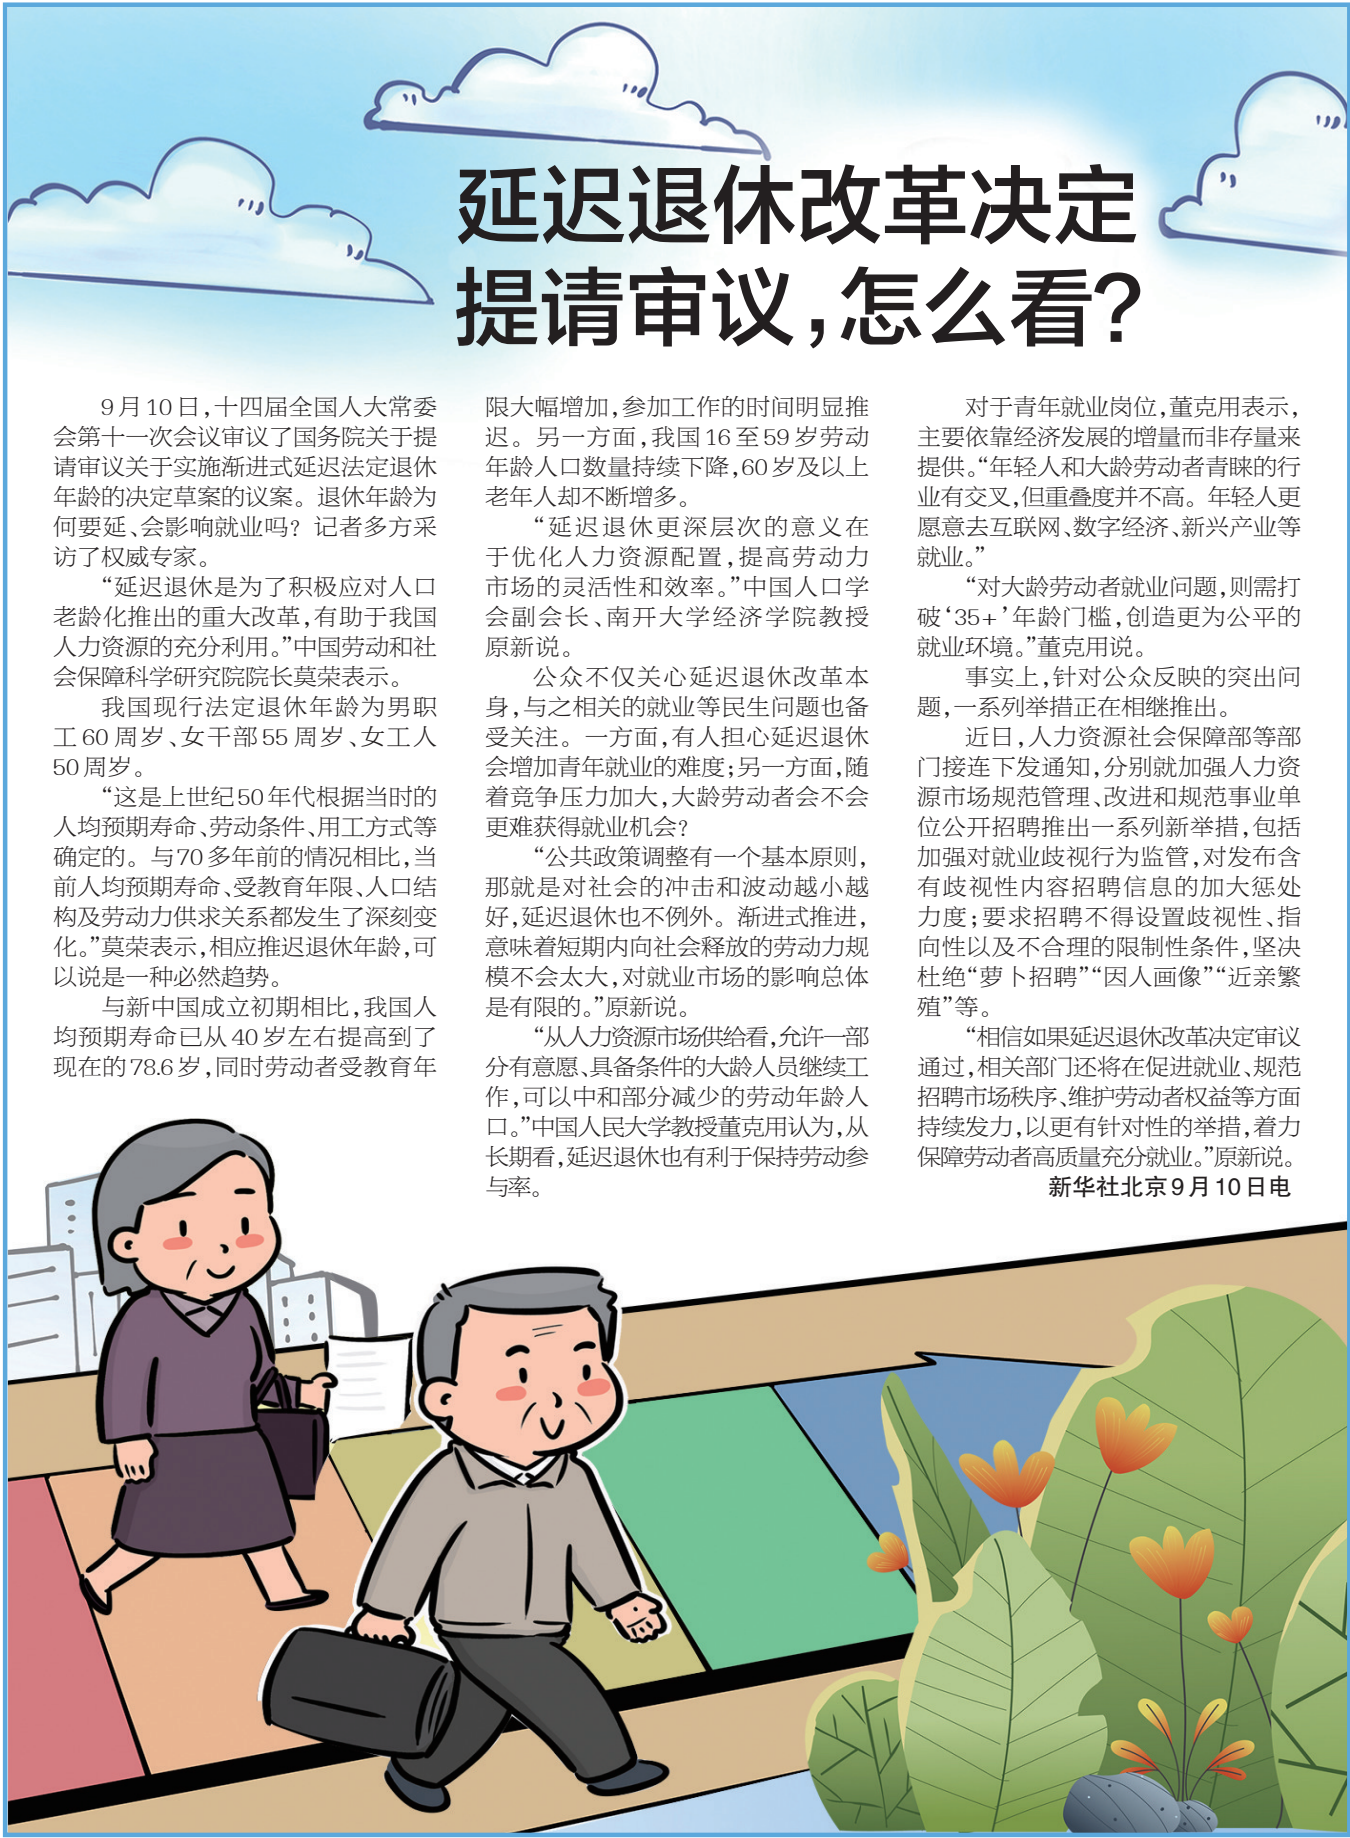 延迟退休改革决定
提请审议,怎么看?
9月10日,十四届全国人大常委
会第十一次会议审议了国务院关于提
请审议关于实施渐进式延迟法定退休
年龄的决定草案的议案。退休年龄为
何要延、会影响就业吗？记者多方采
访了权威专家。
“延迟退休是为了积极应对人口
老龄化推出的重大改革,有助于我国
人力资源的充分利用。”中国劳动和社
会保障科学研究院院长莫荣表示。
我国现行法定退休年龄为男职
工60周岁、女干部55周岁、女工人
50周岁。
“这是上世纪50年代根据当时的
人均预期寿命、劳动条件、用工方式等
确定的。与70多年前的情况相比,当
前人均预期寿命、受教育年限、人口结
构及劳动力供求关系都发生了深刻变
化。”莫荣表示,相应推迟退休年龄,可
以说是一种必然趋势。
与新中国成立初期相比,我国人
均预期寿命已从40岁左右提高到了
现在的78.6岁,同时劳动者受教育年
限大幅增加,参加工作的时间明显推
迟。另一方面,我国16至59岁劳动
年龄人口数量持续下降,60岁及以上
老年人却不断增多。
“延迟退休更深层次的意义在
于优化人力资源配置,提高劳动力
市场的灵活性和效率。”中国人口学
会副会长、南开大学经济学院教授
原新说。
公众不仅关心延迟退休改革本
身,与之相关的就业等民生问题也备
受关注。一方面,有人担心延迟退休
会增加青年就业的难度;另一方面,随
着竞争压力加大,大龄劳动者会不会
更难获得就业机会?
“公共政策调整有一个基本原则,
那就是对社会的冲击和波动越小越
好,延迟退休也不例外。渐进式推进,
意味着短期内向社会释放的劳动力规
模不会太大,对就业市场的影响总体
是有限的。”原新说。
“从人力资源市场供给看,允许一部
分有意愿、具备条件的大龄人员继续工
作,可以中和部分减少的劳动年龄人
口。”中国人民大学教授董克用认为,从
长期看,延迟退休也有利于保持劳动参
与率。
对于青年就业岗位,董克用表示,
主要依靠经济发展的增量而非存量来
提供。“年轻人和大龄劳动者青睐的行
业有交叉,但重叠度并不高。年轻人更
愿意去互联网、数字经济、新兴产业等
就业。”
“对大龄劳动者就业问题,则需打
破‘35+’年龄门槛,创造更为公平的
就业环境。”董克用说。
事实上,针对公众反映的突出问
题,一系列举措正在相继推出。
近日,人力资源社会保障部等部
门接连下发通知,分别就加强人力资
源市场规范管理、改进和规范事业单
位公开招聘推出一系列新举措,包括
加强对就业歧视行为监管,对发布含
有歧视性内容招聘信息的加大惩处
力度;要求招聘不得设置歧视性、指
向性以及不合理的限制性条件,坚决
杜绝“萝卜招聘”“因人画像”“近亲繁
殖”等。
“相信如果延迟退休改革决定审议
通过,相关部门还将在促进就业、规范
招聘市场秩序、维护劳动者权益等方面
持续发力,以更有针对性的举措,着力
保障劳动者高质量充分就业。”原新说。
新华社北京9月10日电